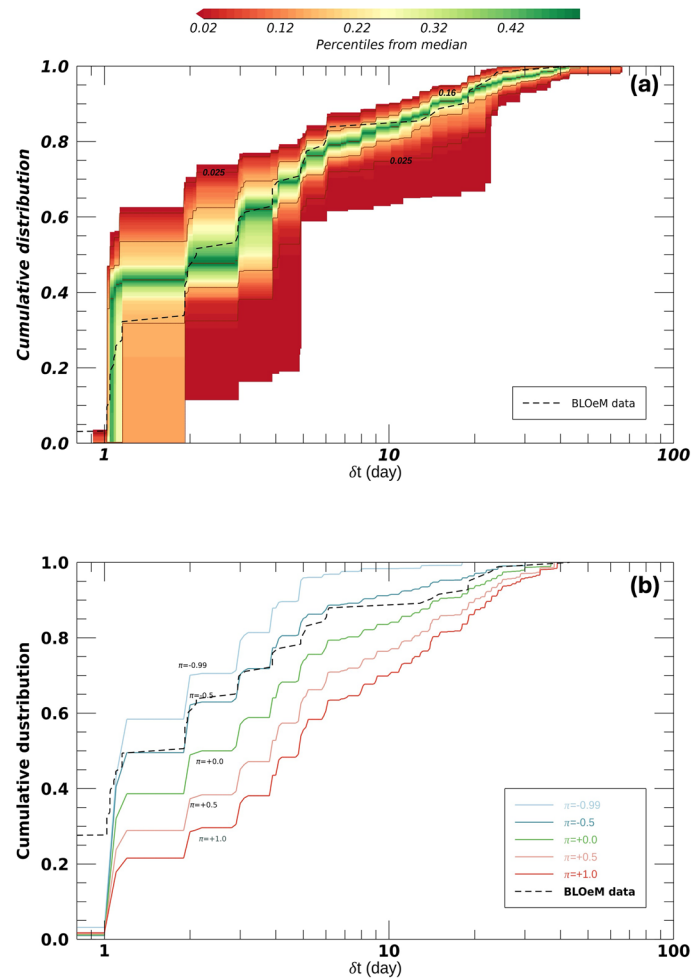 0.02 0.12 0.22 0.32 0.42
Percentiles from median
1.0
(a)
0.16
0.8
0.025
0.025
0.6
0.4
0.2
0.0
Cumulative distribution
BLOeM data
1 10 100
δt (day)
1.0
(b)
0.8
π=-0.99
π=-0.5
0.6
π=+0.0
0.4
π=+0.5
π=+1.0
0.2
0.0
Cumulative dustribution
π=-0.99
π=-0.5
π=+0.0
π=+0.5
π=+1.0
BLOeM data
1 10 100
δt (day)